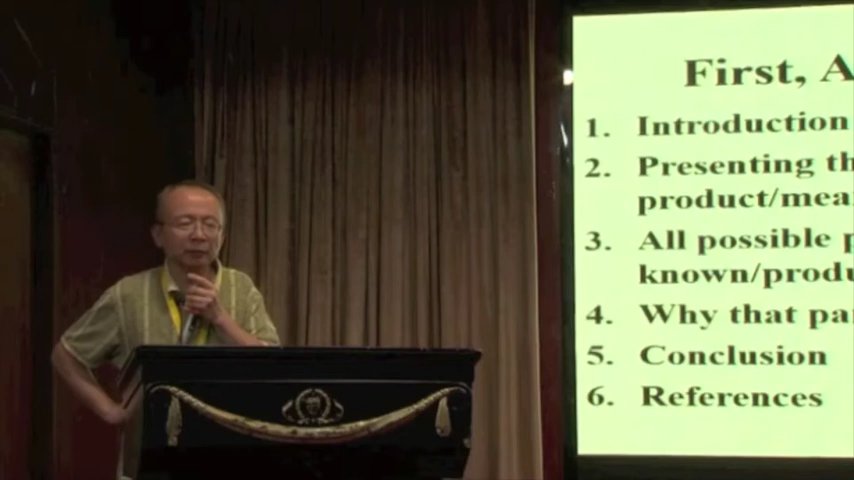 First, A
1. Introduction
2. Presenting th
product/mea
3. All possible p
known/produ
4. Why that pa
5. Conclusion
6. References